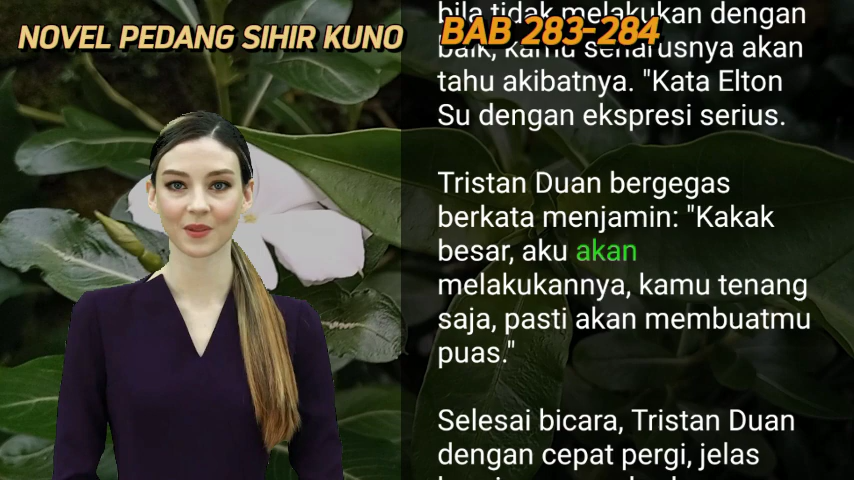 NOVEL PEDANG SIHIR KUNO
BAB 283-284
bila tidak melakukan dengan
baik, kamu seharusnya akan
tahu akibatnya. "Kata Elton
Su dengan ekspresi serius.
Tristan Duan bergegas
berkata menjamin: "Kakak
besar, aku akan
melakukannya, kamu tenang
saja, pasti akan membuatmu
puas."
Selesai bicara, Tristan Duan
dengan cepat pergi, jelas